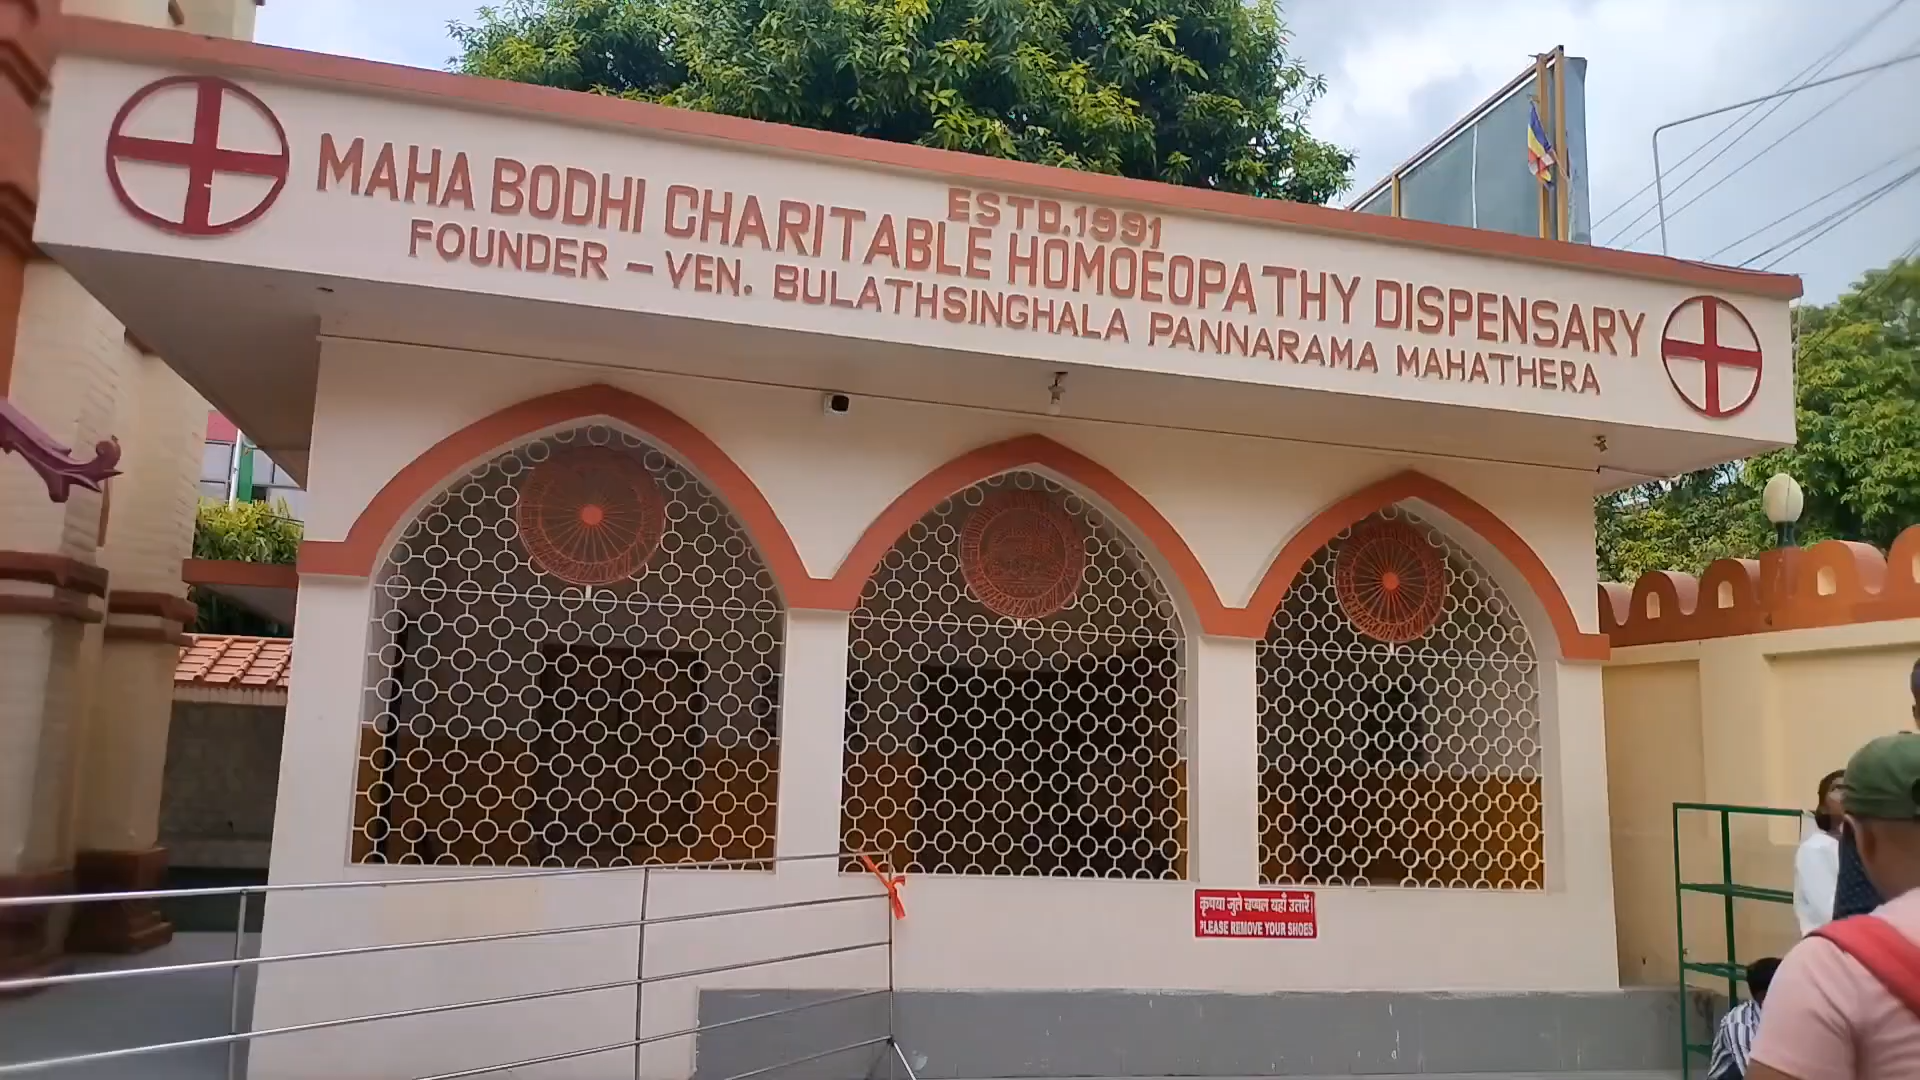 ESTD.1991
MAHA BODHI CHARITABLE HOMOEOPATHY DISPENSARY
FOUNDER – VEN. BULATHSINGHALA PANNARAMA MAHATHERA
कृपया जुते चप्पल यहाँ उतारें।
PLEASE REMOVE YOUR SHOES